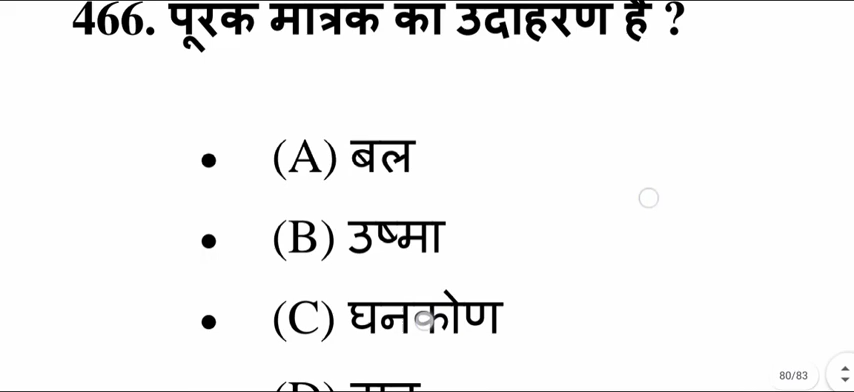 466. पूरक मात्रक का उदाहरण है ?
(A) बल
(B) उष्मा
(C) घनकोण
80/83